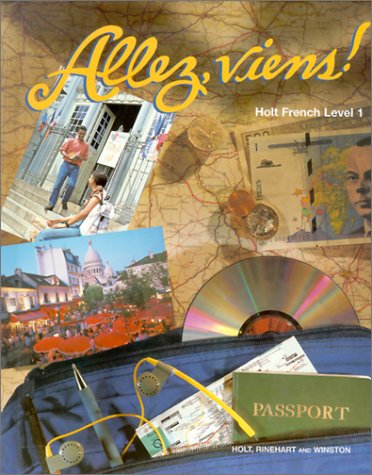 Allez, viens!
Holt French Level 1
PASSPORT
HOLT, RINEHART AND WINSTON